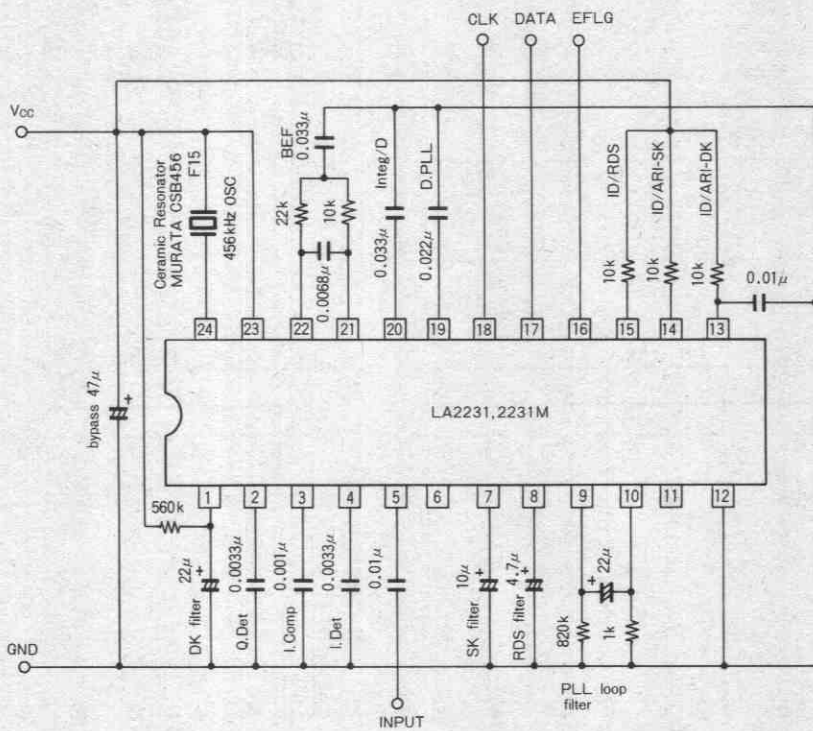 CLK DATA EFLG
Vcc
Ceramic Resonator
MURATA CSB456 F15
456kHz OSC
BEF
0.033μ
22k
10k
0.0068μ
Integ/D
0.033μ
D.PLL
0.022μ
ID/RDS
10k
ID/ARI-SK
10k
ID/ARI-DK
10k
0.01μ
24 23 22 21 20 19 18 17 16 15 14 13
bypass 47μ
+
LA2231,2231M
1 2 3 4 5 6 7 8 9 10 11 12
560k
22μ
+
DK filter
0.0033μ
Q.Det
0.001μ
I.Comp
0.0033μ
I.Det
0.01μ
10μ
+
SK filter
4.7μ
+
RDS filter
+
22μ
820k
1k
GND
PLL loop
filter
INPUT